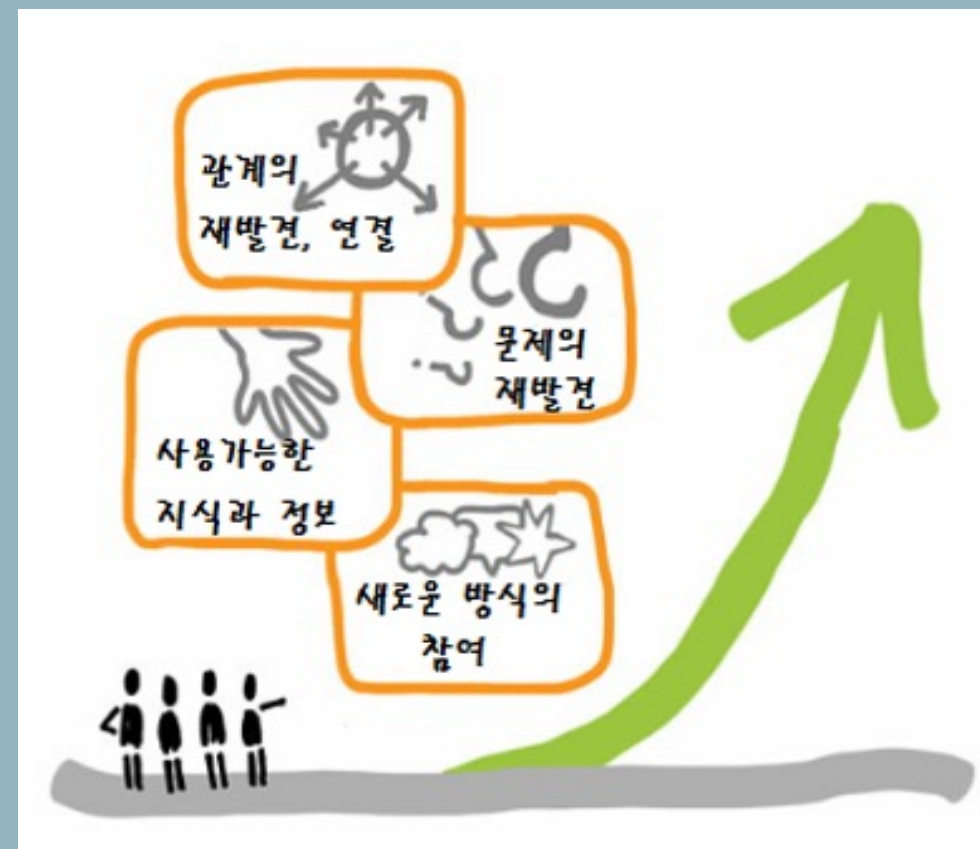 관계의
재발견, 연결
문제의
재발견
사용가능한
지식과 정보
새로운 방식의
참여